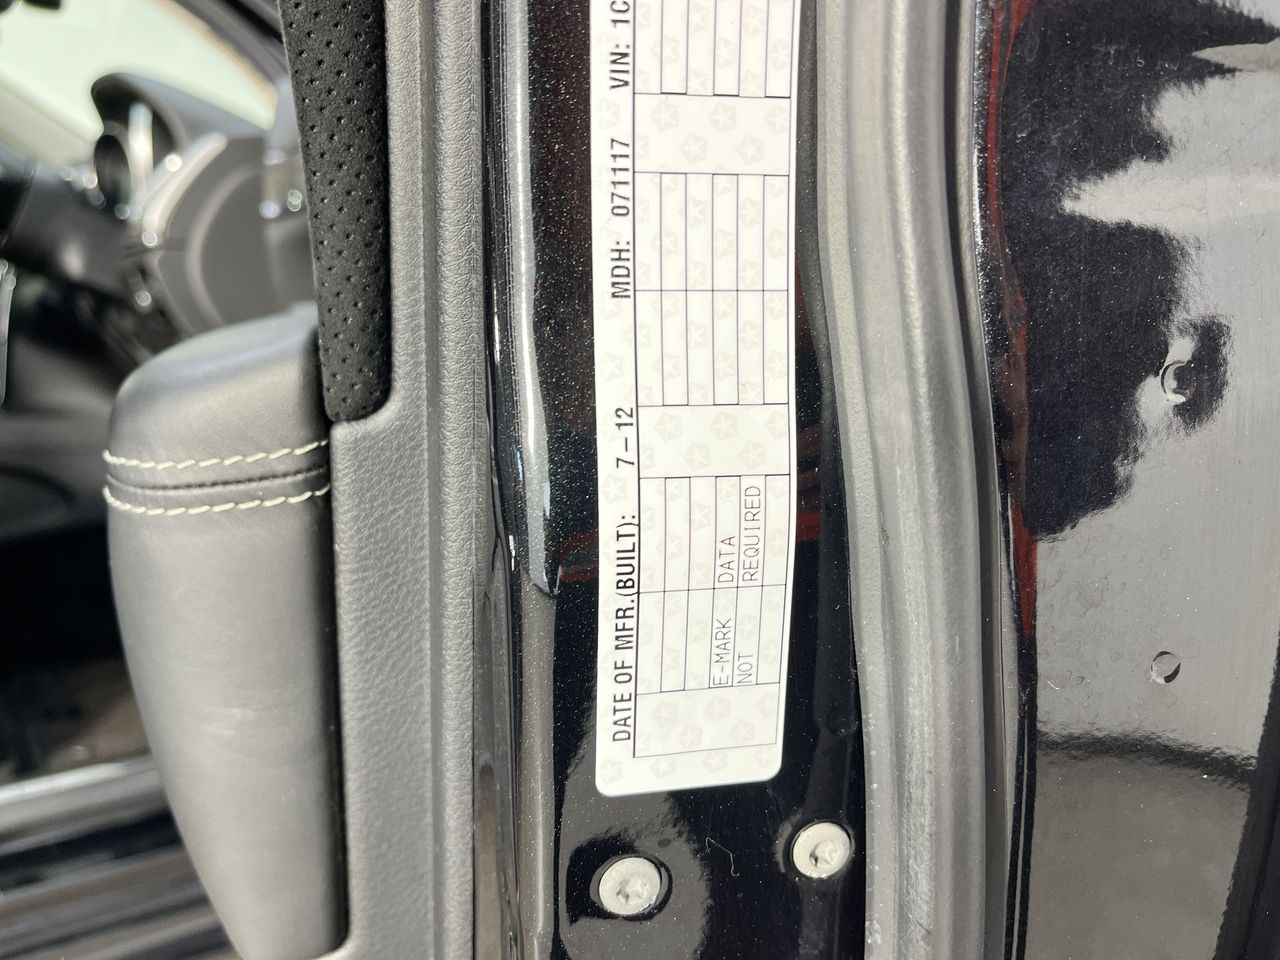 DATE OF MFR.(BUILT): 7-12 MDH: 071117 VIN: 1C
E-MARK DATA
NOT REQUIRED